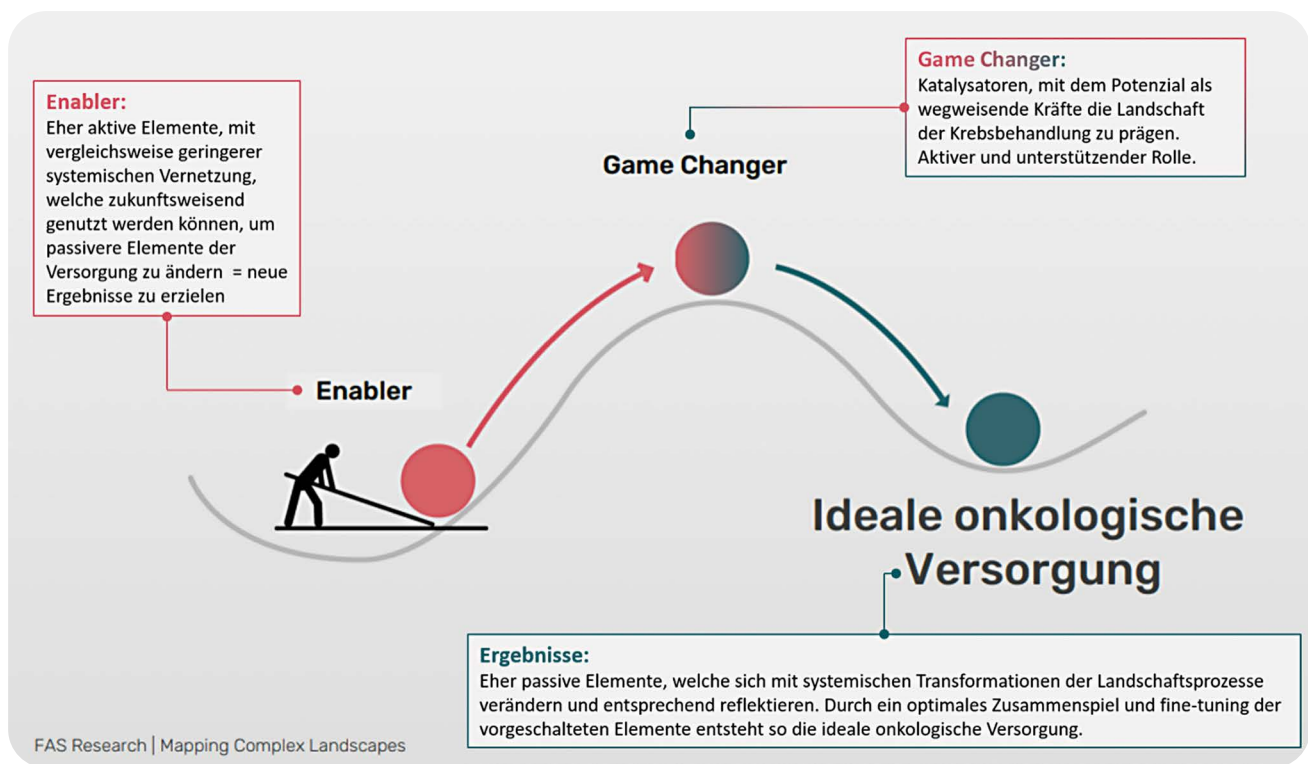 Enabler:
Eher aktive Elemente, mit
vergleichsweise geringerer
systemischen Vernetzung,
welche zukunftsweisend
genutzt werden können, um
passivere Elemente der
Versorgung zu ändern = neue
Ergebnisse zu erzielen
Game Changer:
Katalysatoren, mit dem Potenzial als
wegweisende Kräfte die Landschaft
der Krebsbehandlung zu prägen.
Aktiver und unterstützender Rolle.
Game Changer
Enabler
Ideale onkologische
Versorgung
Ergebnisse:
Eher passive Elemente, welche sich mit systemischen Transformationen der Landschaftsprozesse
verändern und entsprechend reflektieren. Durch ein optimales Zusammenspiel und fine-tuning der
vorgeschalteten Elemente entsteht so die ideale onkologische Versorgung.
FAS Research | Mapping Complex Landscapes